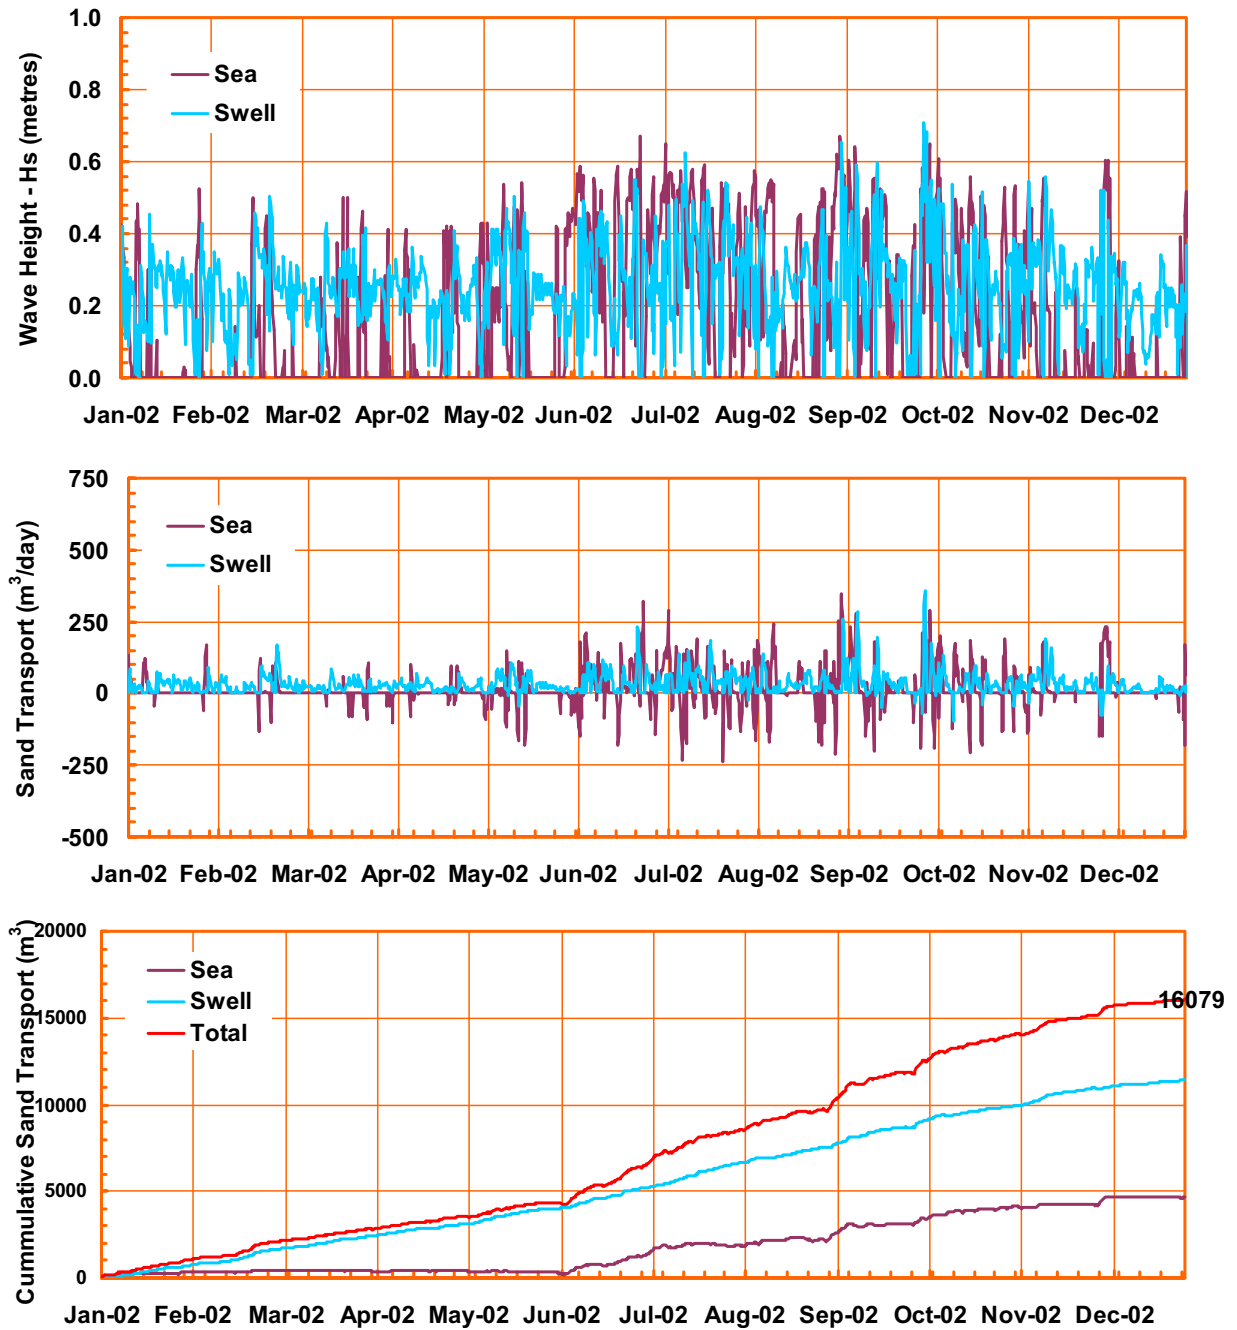 Wave Height - Hs (metres)
1.0
0.8
0.6
0.4
0.2
0.0
Sea
Swell
Jan-02 Feb-02 Mar-02 Apr-02 May-02 Jun-02 Jul-02 Aug-02 Sep-02 Oct-02 Nov-02 Dec-02
Sand Transport (m³/day)
750
500
250
0
-250
-500
Sea
Swell
Jan-02 Feb-02 Mar-02 Apr-02 May-02 Jun-02 Jul-02 Aug-02 Sep-02 Oct-02 Nov-02 Dec-02
Cummulative Sand Transport (m³)
20000
15000
10000
5000
0
Sea
Swell
Total
16079
Jan-02 Feb-02 Mar-02 Apr-02 May-02 Jun-02 Jul-02 Aug-02 Sep-02 Oct-02 Nov-02 Dec-02